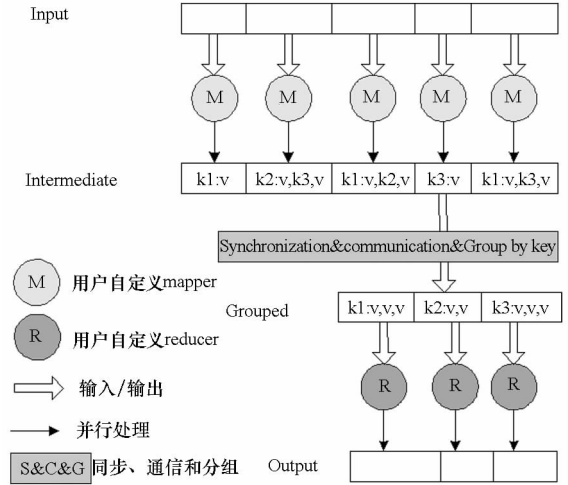 Input
M M M M M
Intermediate
k1:v k2:v,k3,v k1:v,k2,v k3:v k1:v,k3,v
Synchronization&communication&Group by key
M 用户自定义mapper
Grouped
k1:v,v,v k2:v,v k3:v,v,v
R 用户自定义reducer
R R R
输入/输出
并行处理
S&C&G 同步、通信和分组
Output